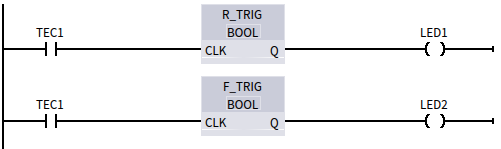 R_TRIG
TEC1 BOOL LED1
CLK Q
F_TRIG
TEC1 BOOL LED2
CLK Q